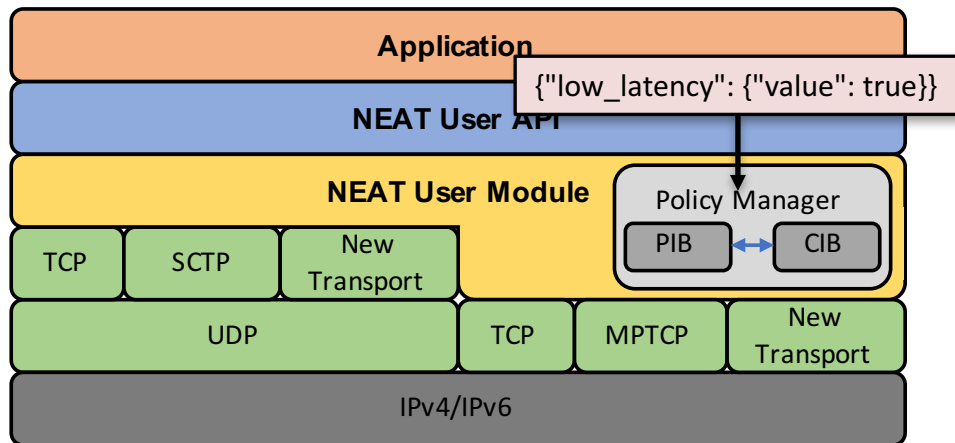 Application
{"low_latency": {"value": true}}
NEAT User API
NEAT User Module
Policy Manager
PIB
CIB
TCP
SCTP
New
Transport
UDP
TCP
MPTCP
New
Transport
IPv4/IPv6